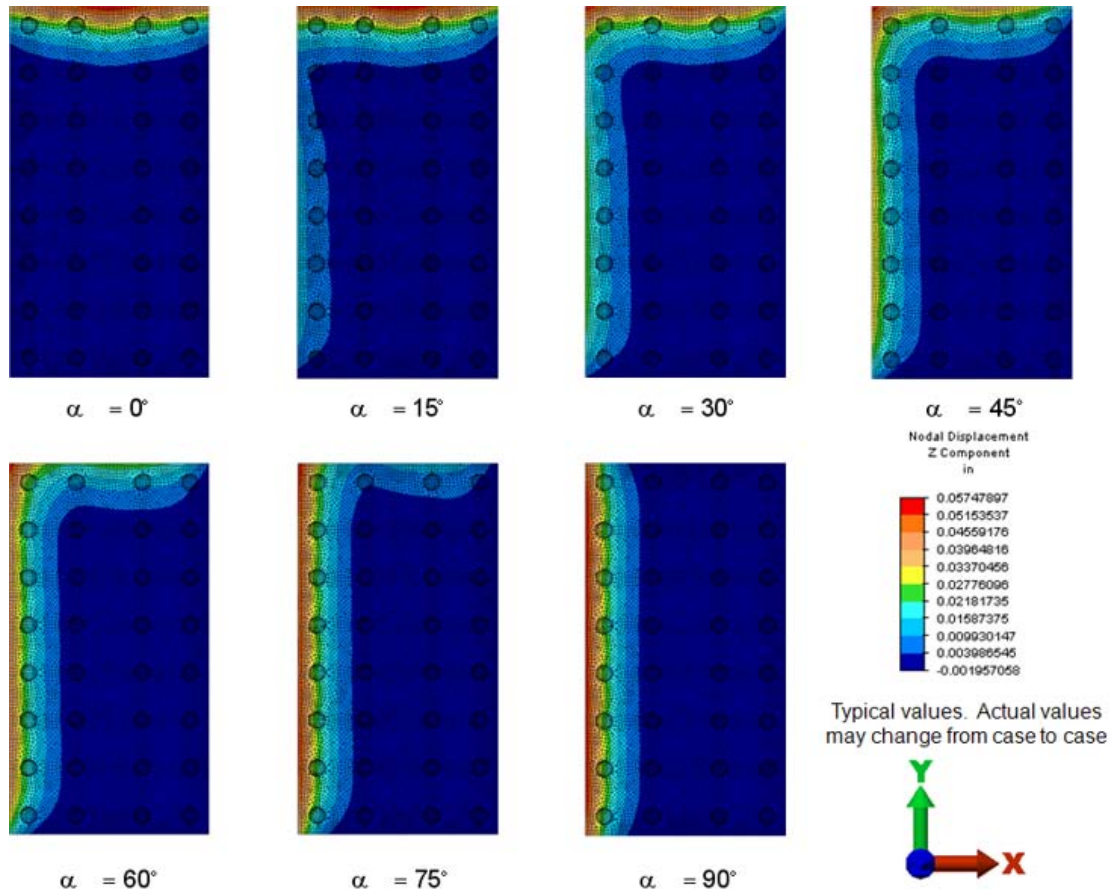 α = 0°
α = 15°
α = 30°
α = 45°
Nodal Displacement
Z Component
in
0.05747897
0.05153537
0.04559176
0.03964816
0.03370456
0.02776096
0.02181735
0.01587375
0.009930147
0.003986545
-0.001957058
Typical values. Actual values
may change from case to case
Y
X
α = 60°
α = 75°
α = 90°